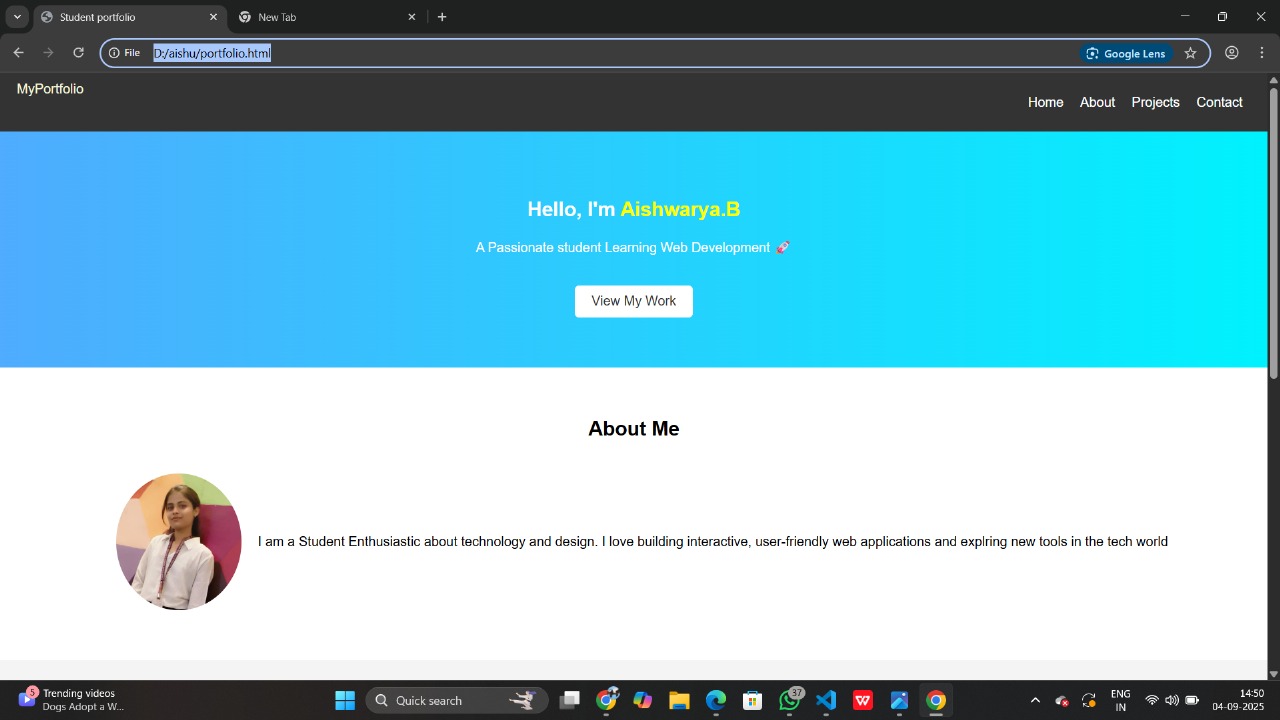 Student portfolio
New Tab
File
D:/aishu/portfolio.html
Google Lens
MyPortfolio
Home About Projects Contact
Hello, I'm Aishwarya.B
A Passionate student Learning Web Development 🚀
View My Work
About Me
I am a Student Enthusiastic about technology and design. I love building interactive, user-friendly web applications and explring new tools in the tech world
5
Trending videos
Dogs Adopt a W...
Quick search
37
ENG
IN
14:50
04-09-2025